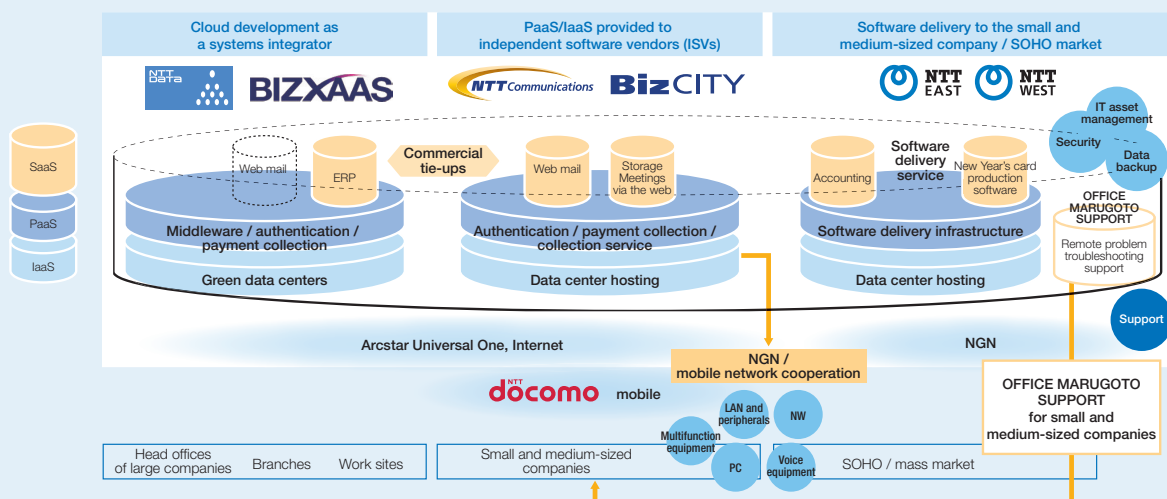 Cloud development as
a systems integrator
PaaS/IaaS provided to
independent software vendors (ISVs)
Software delivery to the small and
medium-sized company / SOHO market
NTT
DATA
BIZXAAS
NTT Communications
BizCITY
NTT
EAST
NTT
WEST
IT asset
management
Security
Data
backup
SaaS
PaaS
IaaS
Web mail
ERP
Commercial
tie-ups
Web mail
Storage
Meetings
via the web
Accounting
Software
delivery
service
New Year's card
production
software
OFFICE
MARUGOTO
SUPPORT
Remote problem
troubleshooting
support
Middleware / authentication /
payment collection
Green data centers
Authentication / payment collection /
collection service
Data center hosting
Software delivery infrastructure
Data center hosting
Support
Arcstar Universal One, Internet
NGN
NGN /
mobile network cooperation
NTT
döcomo
mobile
OFFICE MARUGOTO
SUPPORT
for small and
medium-sized companies
LAN and
peripherals
NW
Multifunction
equipment
PC
Voice
equipment
Head offices
of large companies
Branches
Work sites
Small and medium-sized
companies
SOHO / mass market